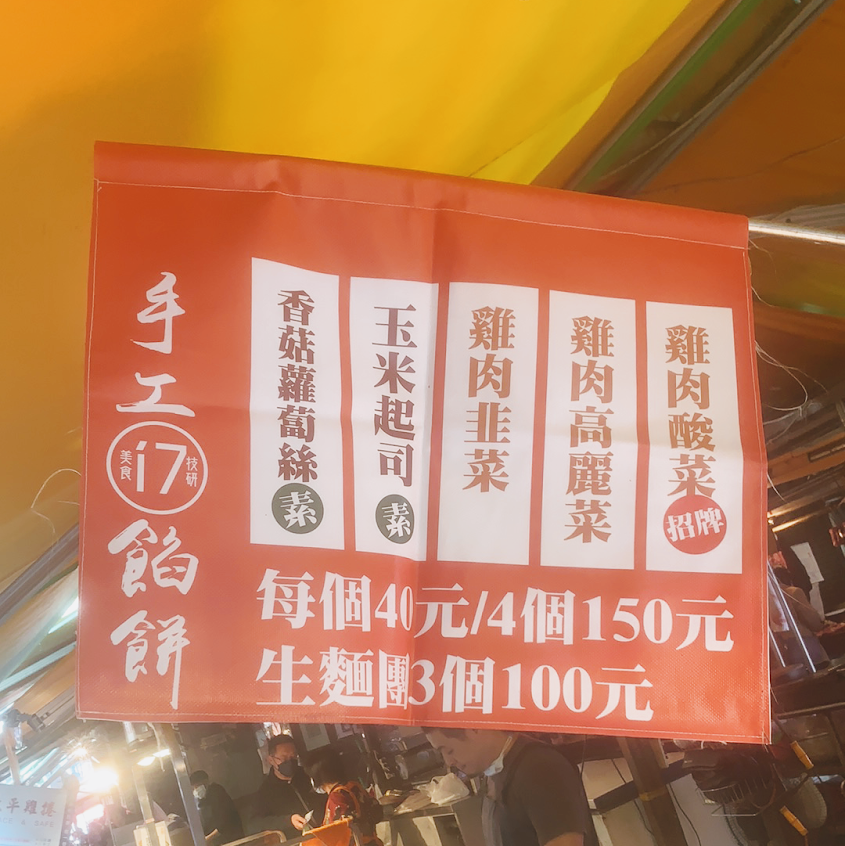 雞肉酸菜
招牌
雞肉高麗菜
雞肉韭菜
玉米起司
素
香菇蘿蔔絲
素
手工
美食
i7
技研
餡餅
每個40元/4個150元
生麵團3個100元